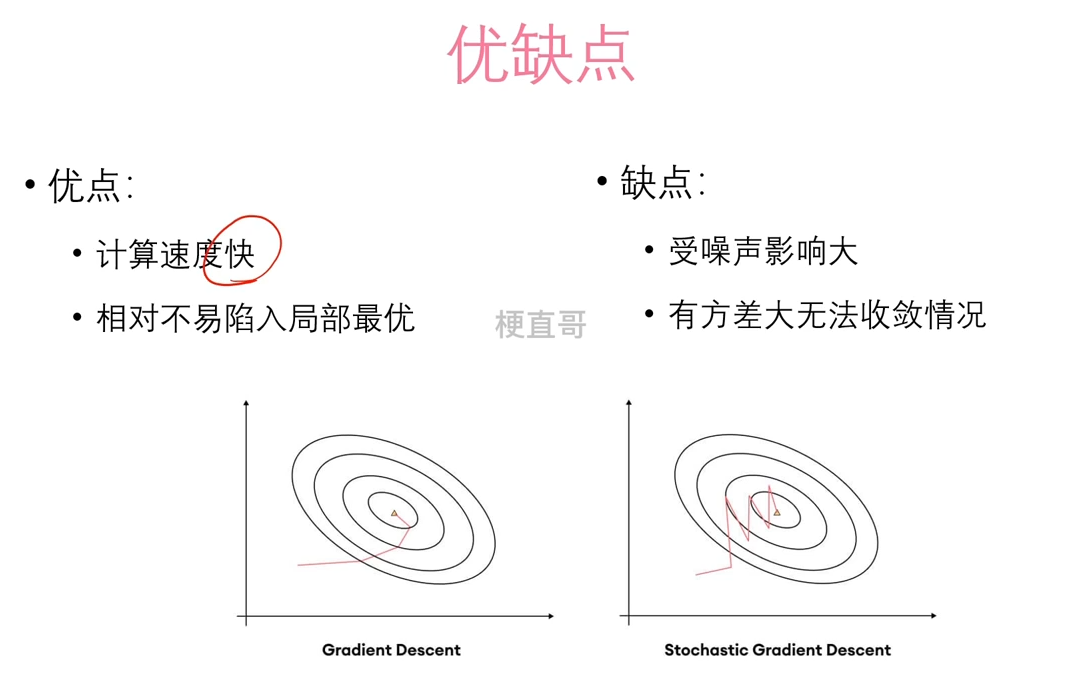 优缺点
• 优点：
• 计算速度快
• 相对不易陷入局部最优
• 缺点：
• 受噪声影响大
• 有方差大无法收敛情况
梗直哥
Gradient Descent
Stochastic Gradient Descent